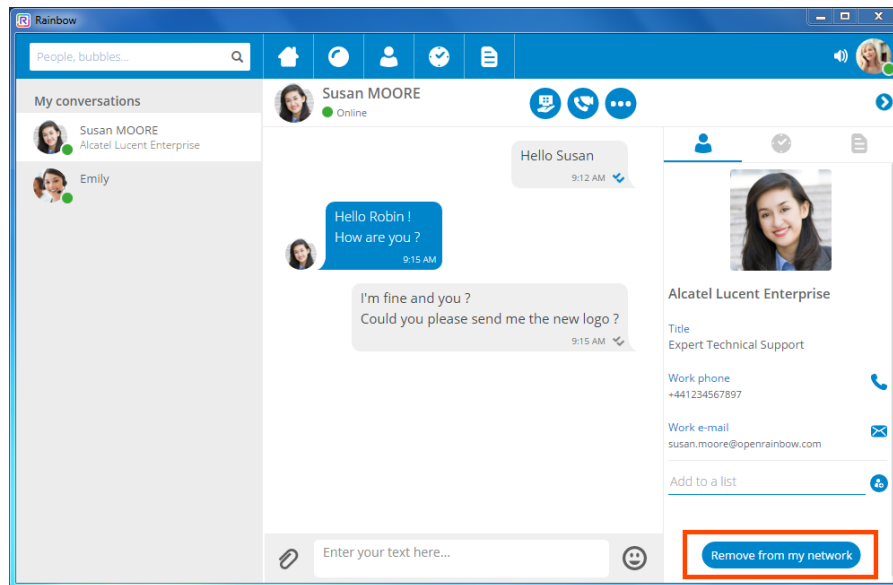 Rainbow
People, bubbles...
My conversations
Susan MOORE
Alcatel Lucent Enterprise
Emily
Susan MOORE
Online
Hello Susan
9:12 AM
Hello Robin !
How are you ?
9:15 AM
I'm fine and you ?
Could you please send me the new logo ?
9:15 AM
Enter your text here...
Alcatel Lucent Enterprise
Title
Expert Technical Support
Work phone
+441234567897
Work e-mail
susan.moore@openrainbow.com
Add to a list
Remove from my network